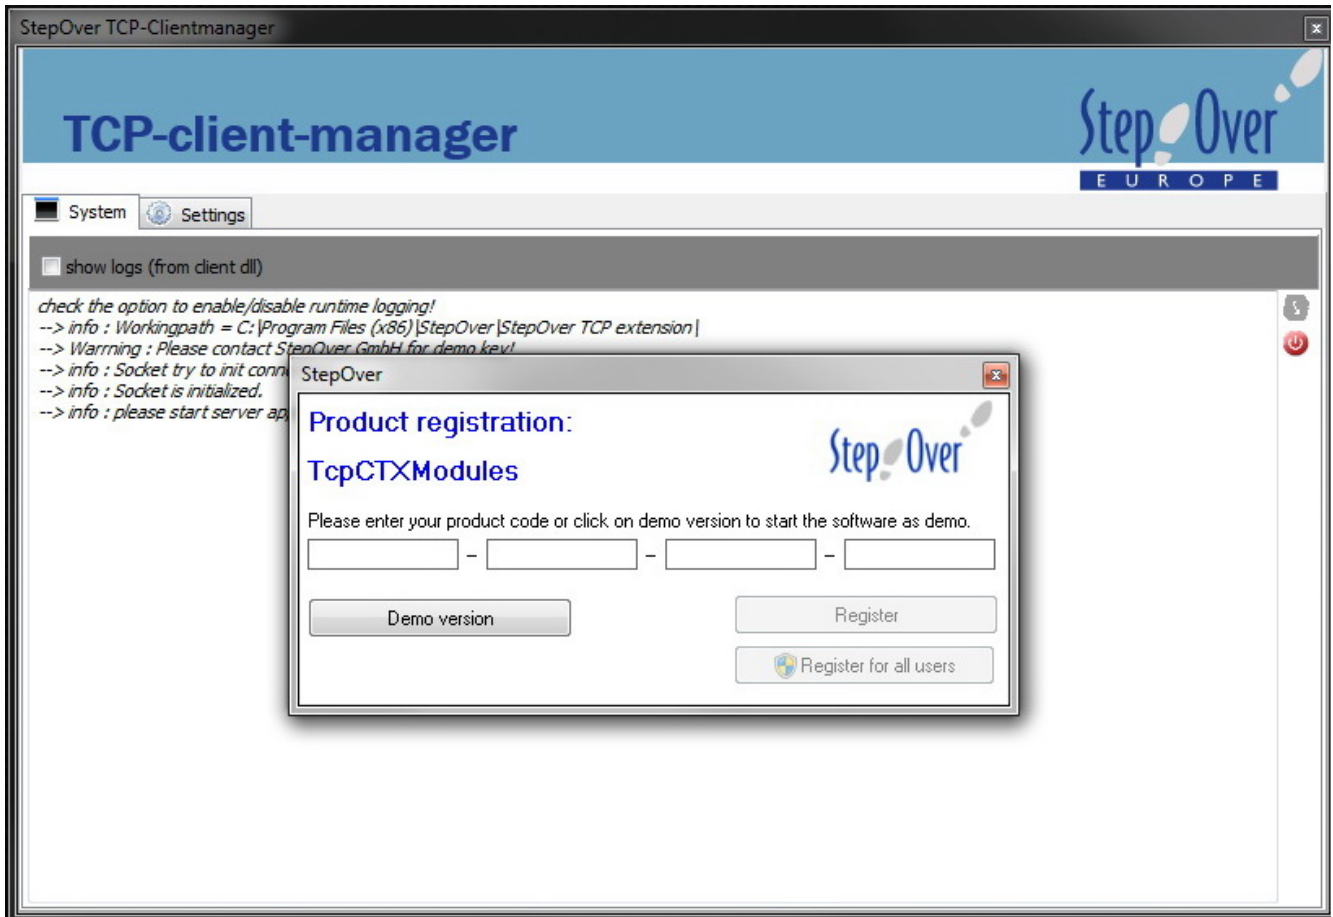 StepOver TCP-Clientmanager
TCP-client-manager
Step Over
EUROPE
System
Settings
show logs (from client dll)
check the option to enable/disable runtime logging!
--> info : Workingpath = C:\Program Files (x86)\StepOver\StepOver TCP extension\
--> Warrning : Please contact StepOver GmbH for demo key!
--> info : Socket try to init
--> info : Socket is initialized.
--> info : please start server
StepOver
Product registration:
Step Over
TcpCTXModules
Please enter your product code or click on demo version to start the software as demo.
– – –
Demo version
Register
Register for all users